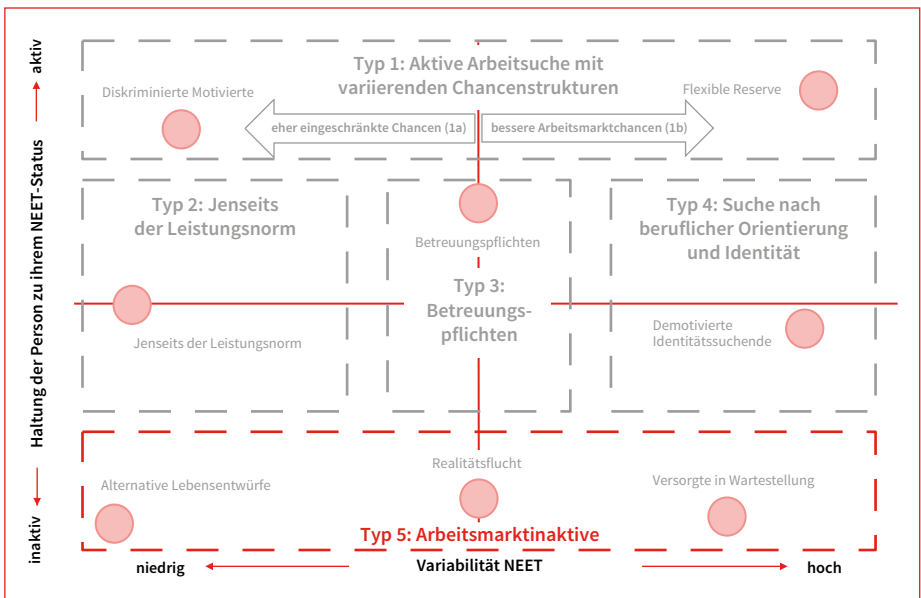 Haltung der Person zu ihrem NEET-Status
aktiv
inaktiv
Typ 1: Aktive Arbeitsuche mit
variierenden Chancenstrukturen
Diskriminierte Motivierte
Flexible Reserve
eher eingeschränkte Chancen (1a)
bessere Arbeitsmarktchancen (1b)
Typ 2: Jenseits
der Leistungsnorm
Jenseits der Leistungsnorm
Betreuungspflichten
Typ 3:
Betreuungs-
pflichten
Typ 4: Suche nach
beruflicher Orientierung
und Identität
Demotivierte
Identitätssuchende
Alternative Lebensentwürfe
Realitätsflucht
Versorgte in Wartestellung
Typ 5: Arbeitsmarktinaktive
niedrig
Variabilität NEET
hoch